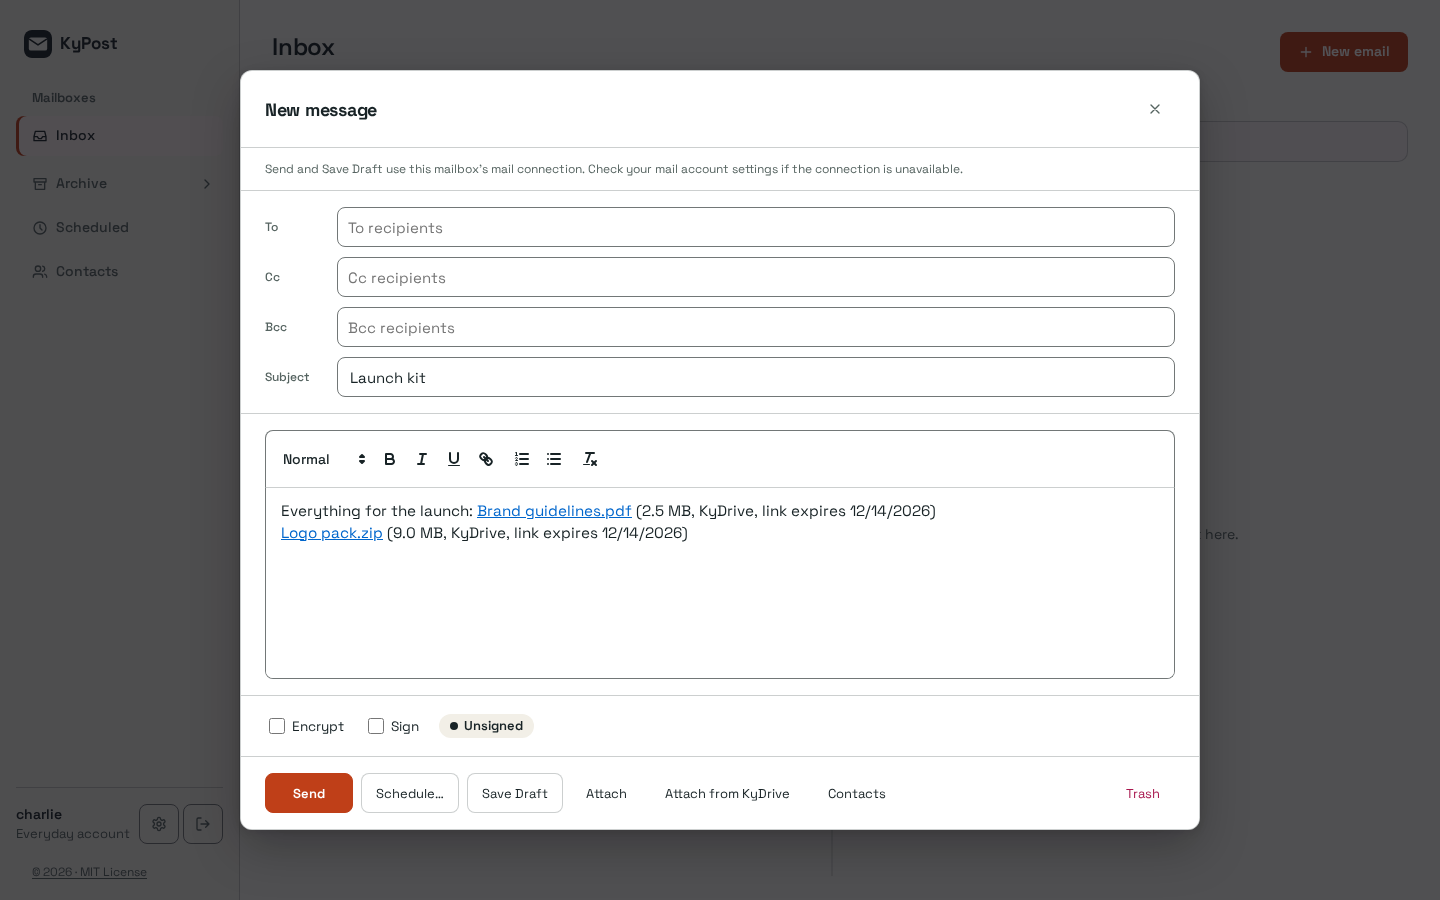 KyPost
Mailboxes
Inbox
Archive
Scheduled
Contacts
charlie
Everyday account
© 2026 · MIT License
Inbox
New email
here.
New message
Send and Save Draft use this mailbox's mail connection. Check your mail account settings if the connection is unavailable.
To
To recipients
Cc
Cc recipients
Bcc
Bcc recipients
Subject
Launch kit
Normal
Everything for the launch: Brand guidelines.pdf (2.5 MB, KyDrive, link expires 12/14/2026)
Logo pack.zip (9.0 MB, KyDrive, link expires 12/14/2026)
Encrypt
Sign
Unsigned
Send
Schedule...
Save Draft
Attach
Attach from KyDrive
Contacts
Trash